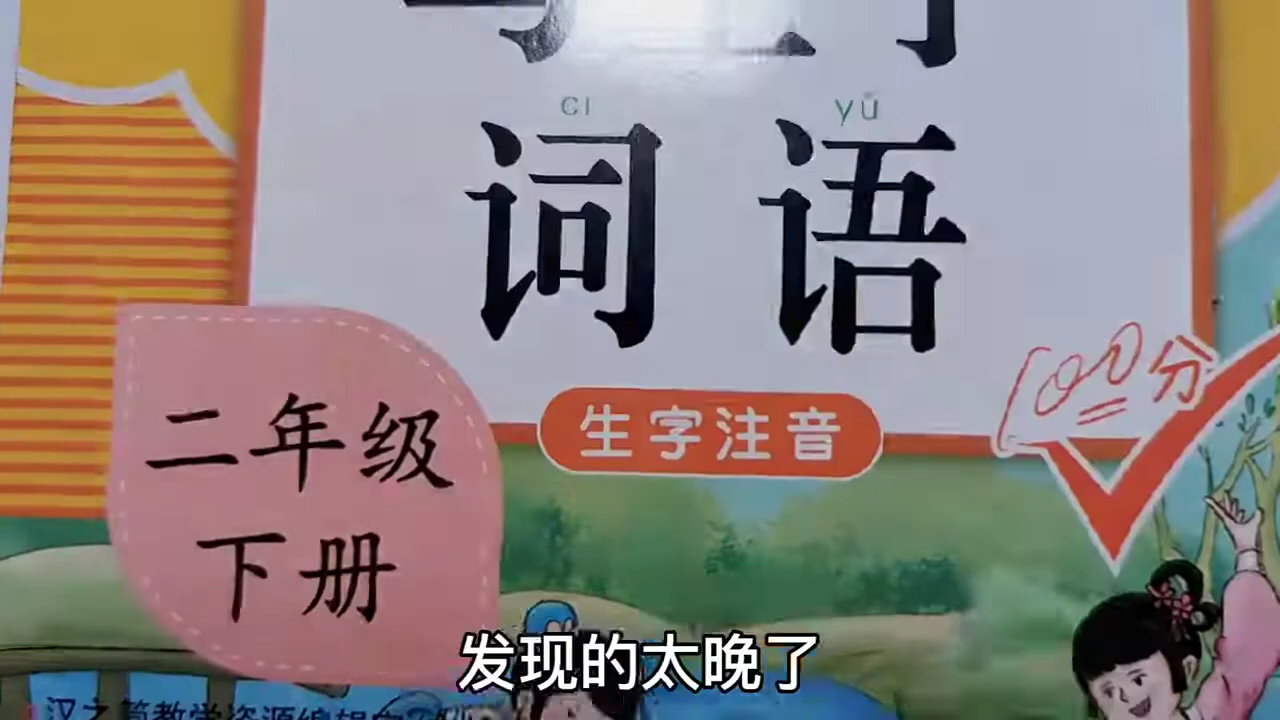 cí yǔ
词语
生字注音
100分
二年级
下册
发现的太晚了